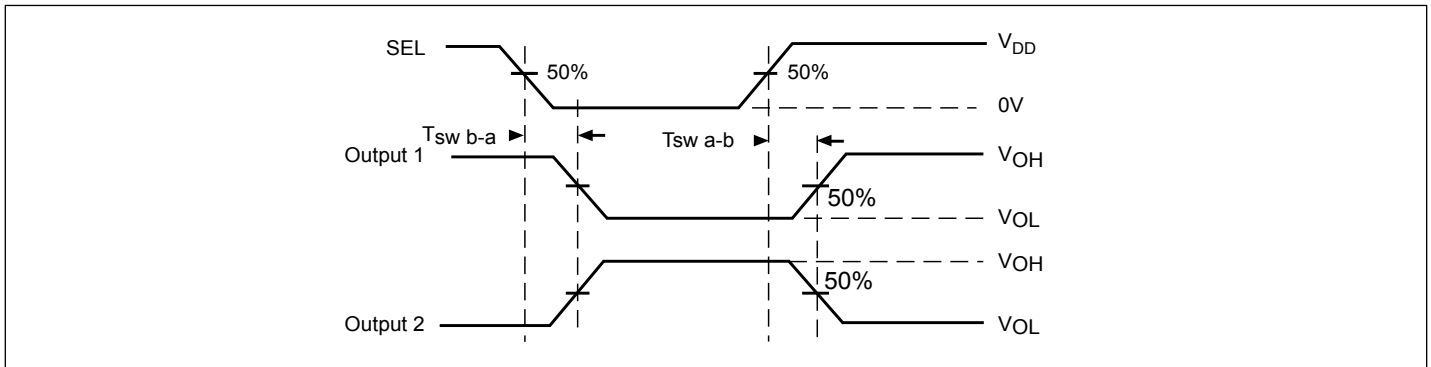 SEL
50%
50%
VDD
0V
Tsw b-a
Tsw a-b
Output 1
VOH
50%
VOL
VOH
50%
Output 2
VOL